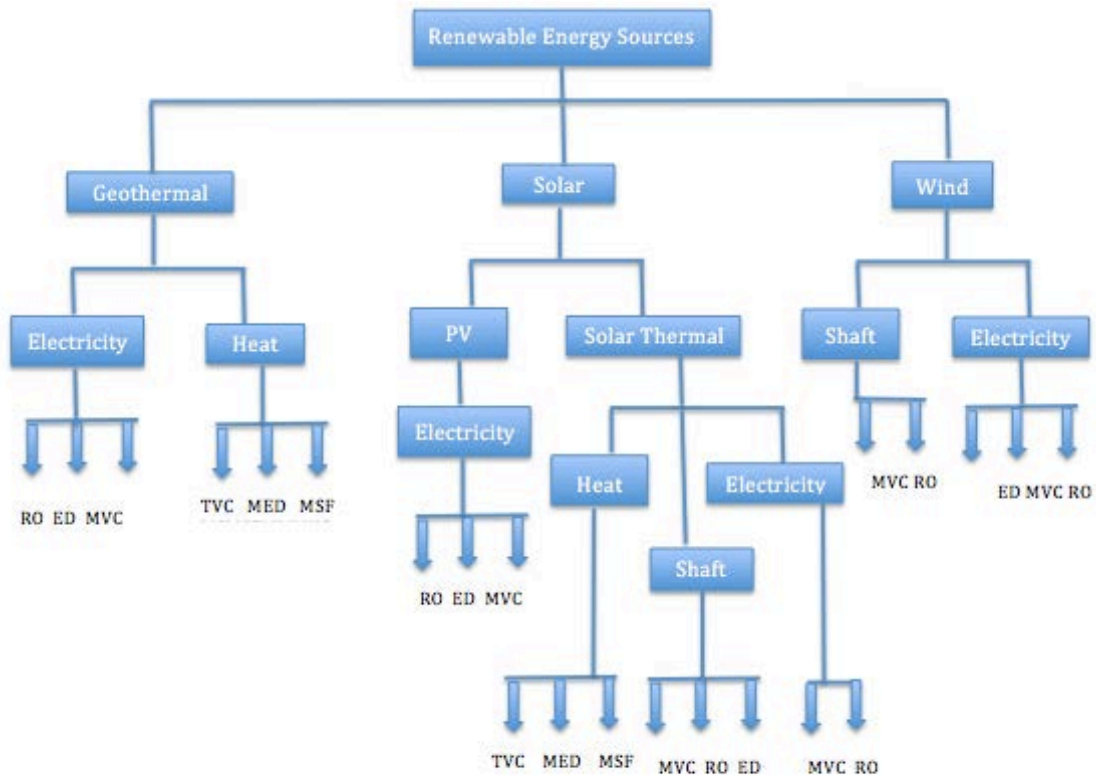 Renewable Energy Sources
Geothermal
Solar
Wind
Electricity
Heat
PV
Solar Thermal
Shaft
Electricity
Electricity
Heat
Electricity
MVC RO
ED MVC RO
RO ED MVC
TVC MED MSF
Shaft
RO ED MVC
TVC MED MSF
MVC RO ED
MVC RO